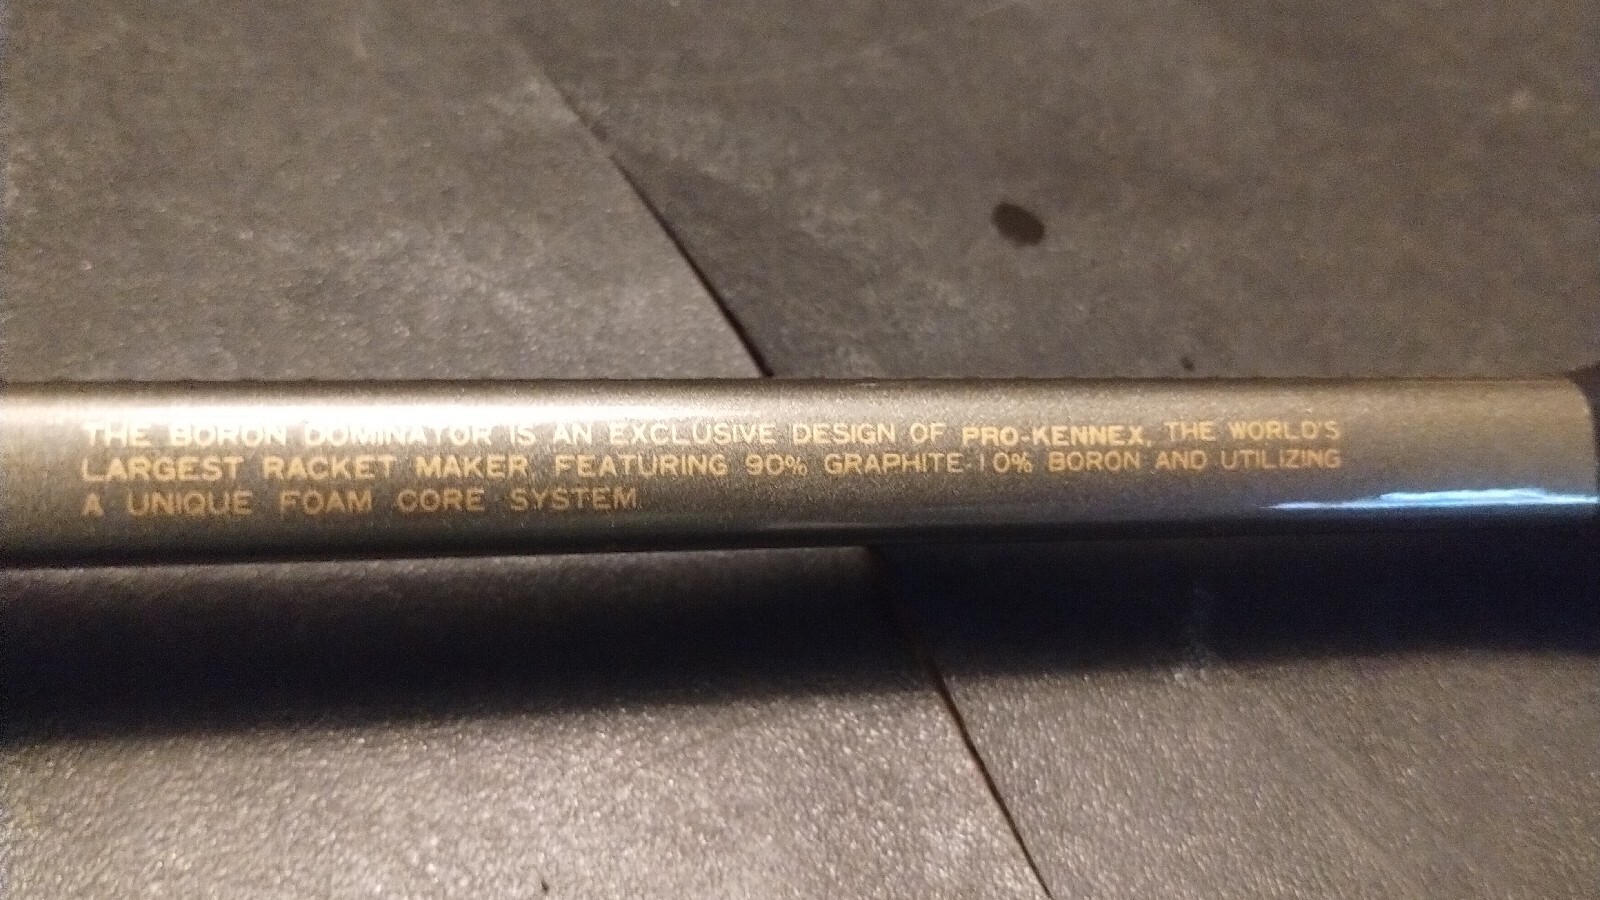 THE BORON DOMINATOR IS AN EXCLUSIVE DESIGN OF PRO-KENNEX, THE WORLD'S
LARGEST RACKET MAKER FEATURING 90% GRAPHITE-10% BORON AND UTILIZING
A UNIQUE FOAM CORE SYSTEM